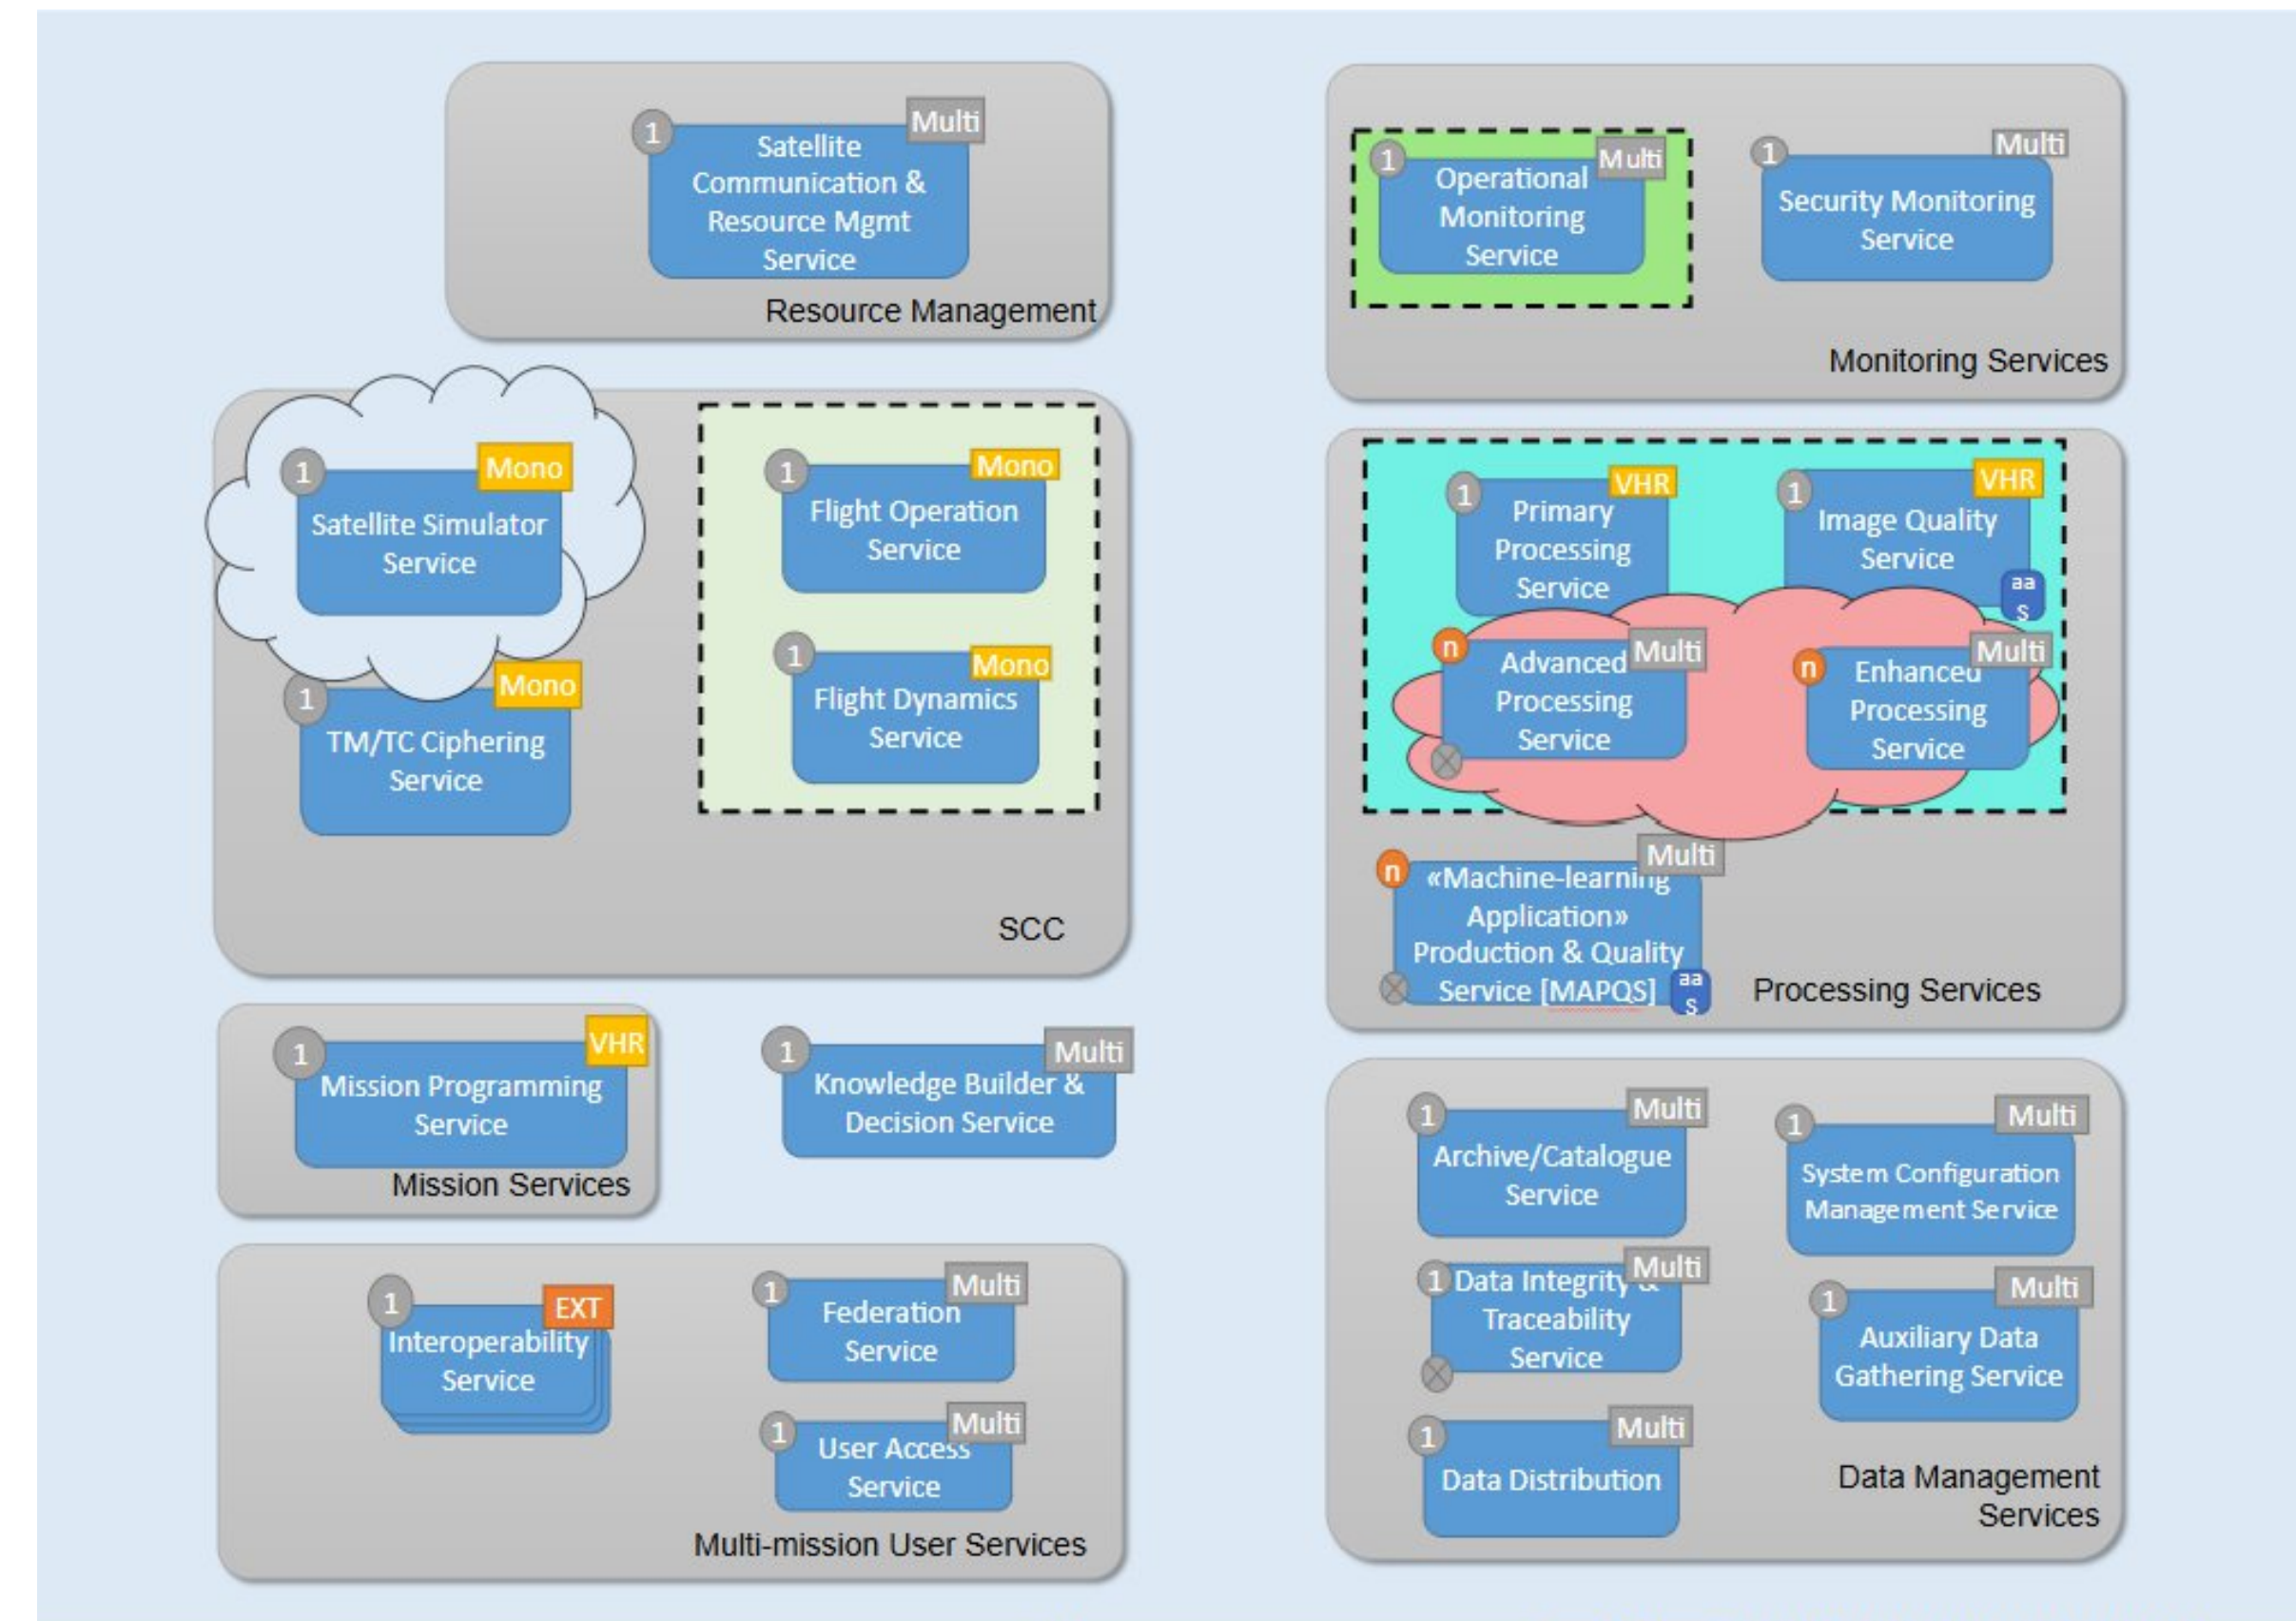 1
Multi
Satellite
Communication &
Resource Mgmt
Service
Resource Management
1
Multi
Operational
Monitoring
Service
1
Multi
Security Monitoring
Service
Monitoring Services
1
Mono
Satellite Simulator
Service
1
Mono
Flight Operation
Service
1
Mono
Flight Dynamics
Service
1
Mono
TM/TC Ciphering
Service
SCC
1
VHR
Primary
Processing
Service
1
VHR
Image Quality
Service
aa
S
n
Multi
Advanced
Processing
Service
n
Multi
Enhanced
Processing
Service
n
Multi
«Machine-learning
Application»
Production & Quality
Service [MAPQS]
aa
S
Processing Services
1
VHR
Mission Programming
Service
Mission Services
1
Multi
Knowledge Builder &
Decision Service
1
EXT
Interoperability
Service
1
Multi
Federation
Service
1
Multi
User Access
Service
Multi-mission User Services
1
Multi
Archive/Catalogue
Service
1
Multi
System Configuration
Management Service
1
Multi
Data Integrity &
Traceability
Service
1
Multi
Auxiliary Data
Gathering Service
1
Multi
Data Distribution
Data Management
Services